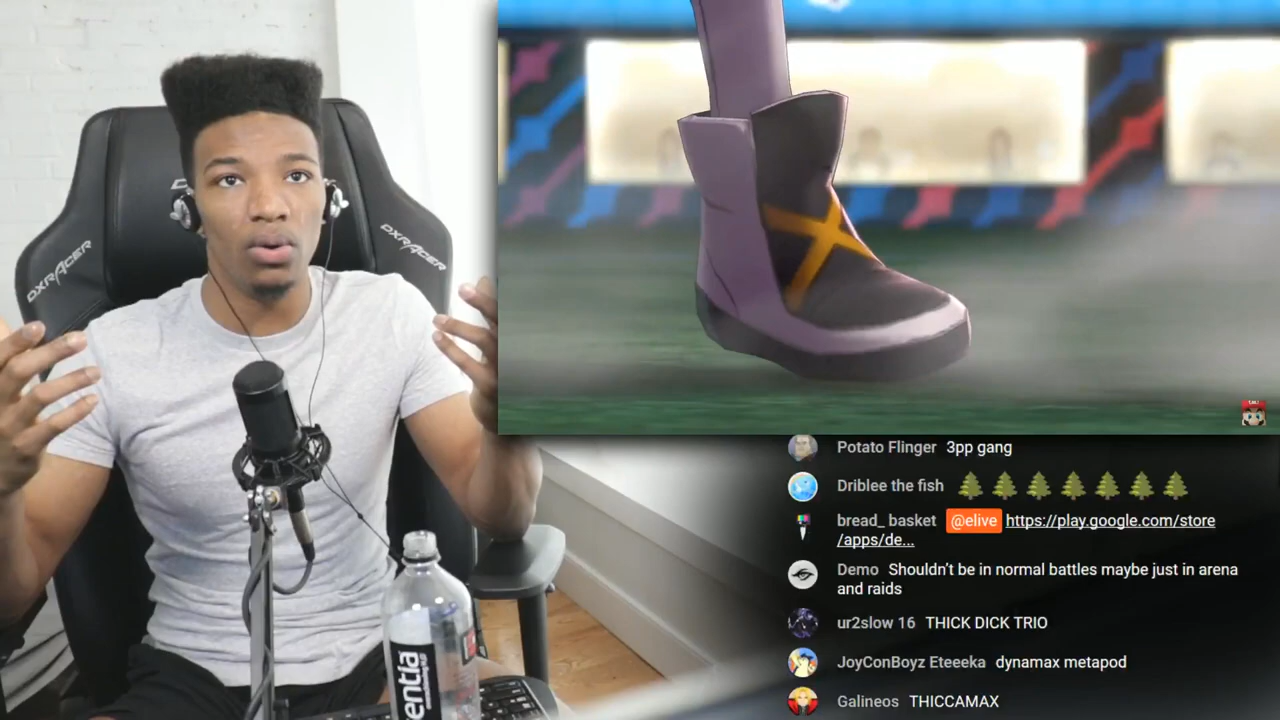 DXRACER
DXRACER
Potato Flinger 3pp gang
Driblee the fish
bread_ basket @elive https://play.google.com/store
/apps/de...
Demo Shouldn't be in normal battles maybe just in arena
and raids
ur2slow 16 THICK DICK TRIO
JoyConBoyz Eteeeka dynamax metapod
Galineos THICCAMAX
entia